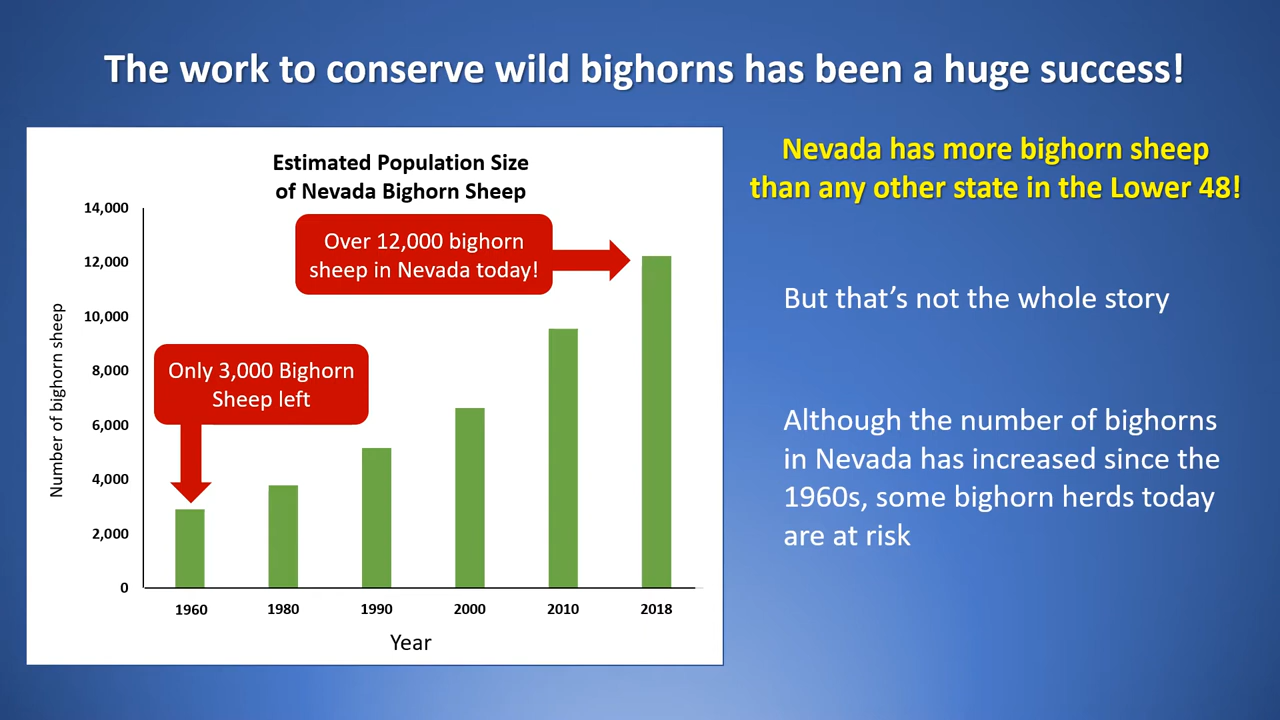 The work to conserve wild bighorns has been a huge success!
Estimated Population Size
of Nevada Bighorn Sheep
14,000
12,000
10,000
8,000
6,000
4,000
2,000
0
Number of bighorn sheep
Over 12,000 bighorn
sheep in Nevada today!
Only 3,000 Bighorn
Sheep left
1960
1980
1990
2000
2010
2018
Year
Nevada has more bighorn sheep
than any other state in the Lower 48!
But that’s not the whole story
Although the number of bighorns
in Nevada has increased since the
1960s, some bighorn herds today
are at risk